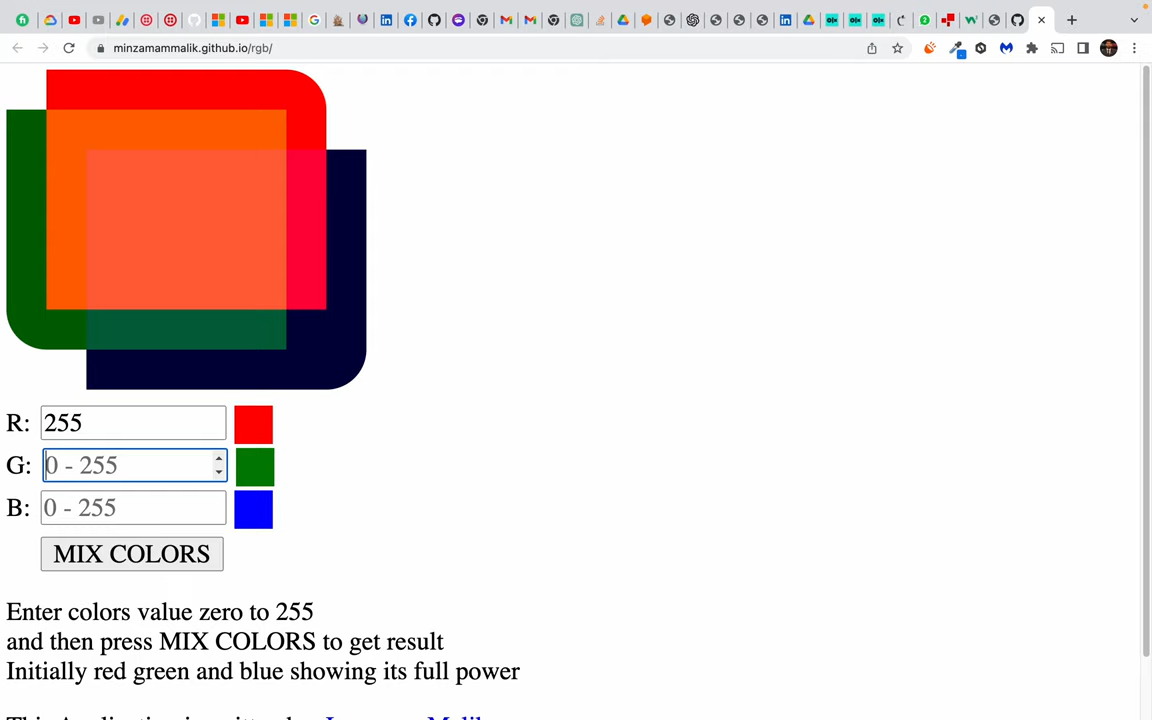 minzamammalik.github.io/rgb/
R: 255
G: 0 - 255
B: 0 - 255
MIX COLORS
Enter colors value zero to 255
and then press MIX COLORS to get result
Initially red green and blue showing its full power